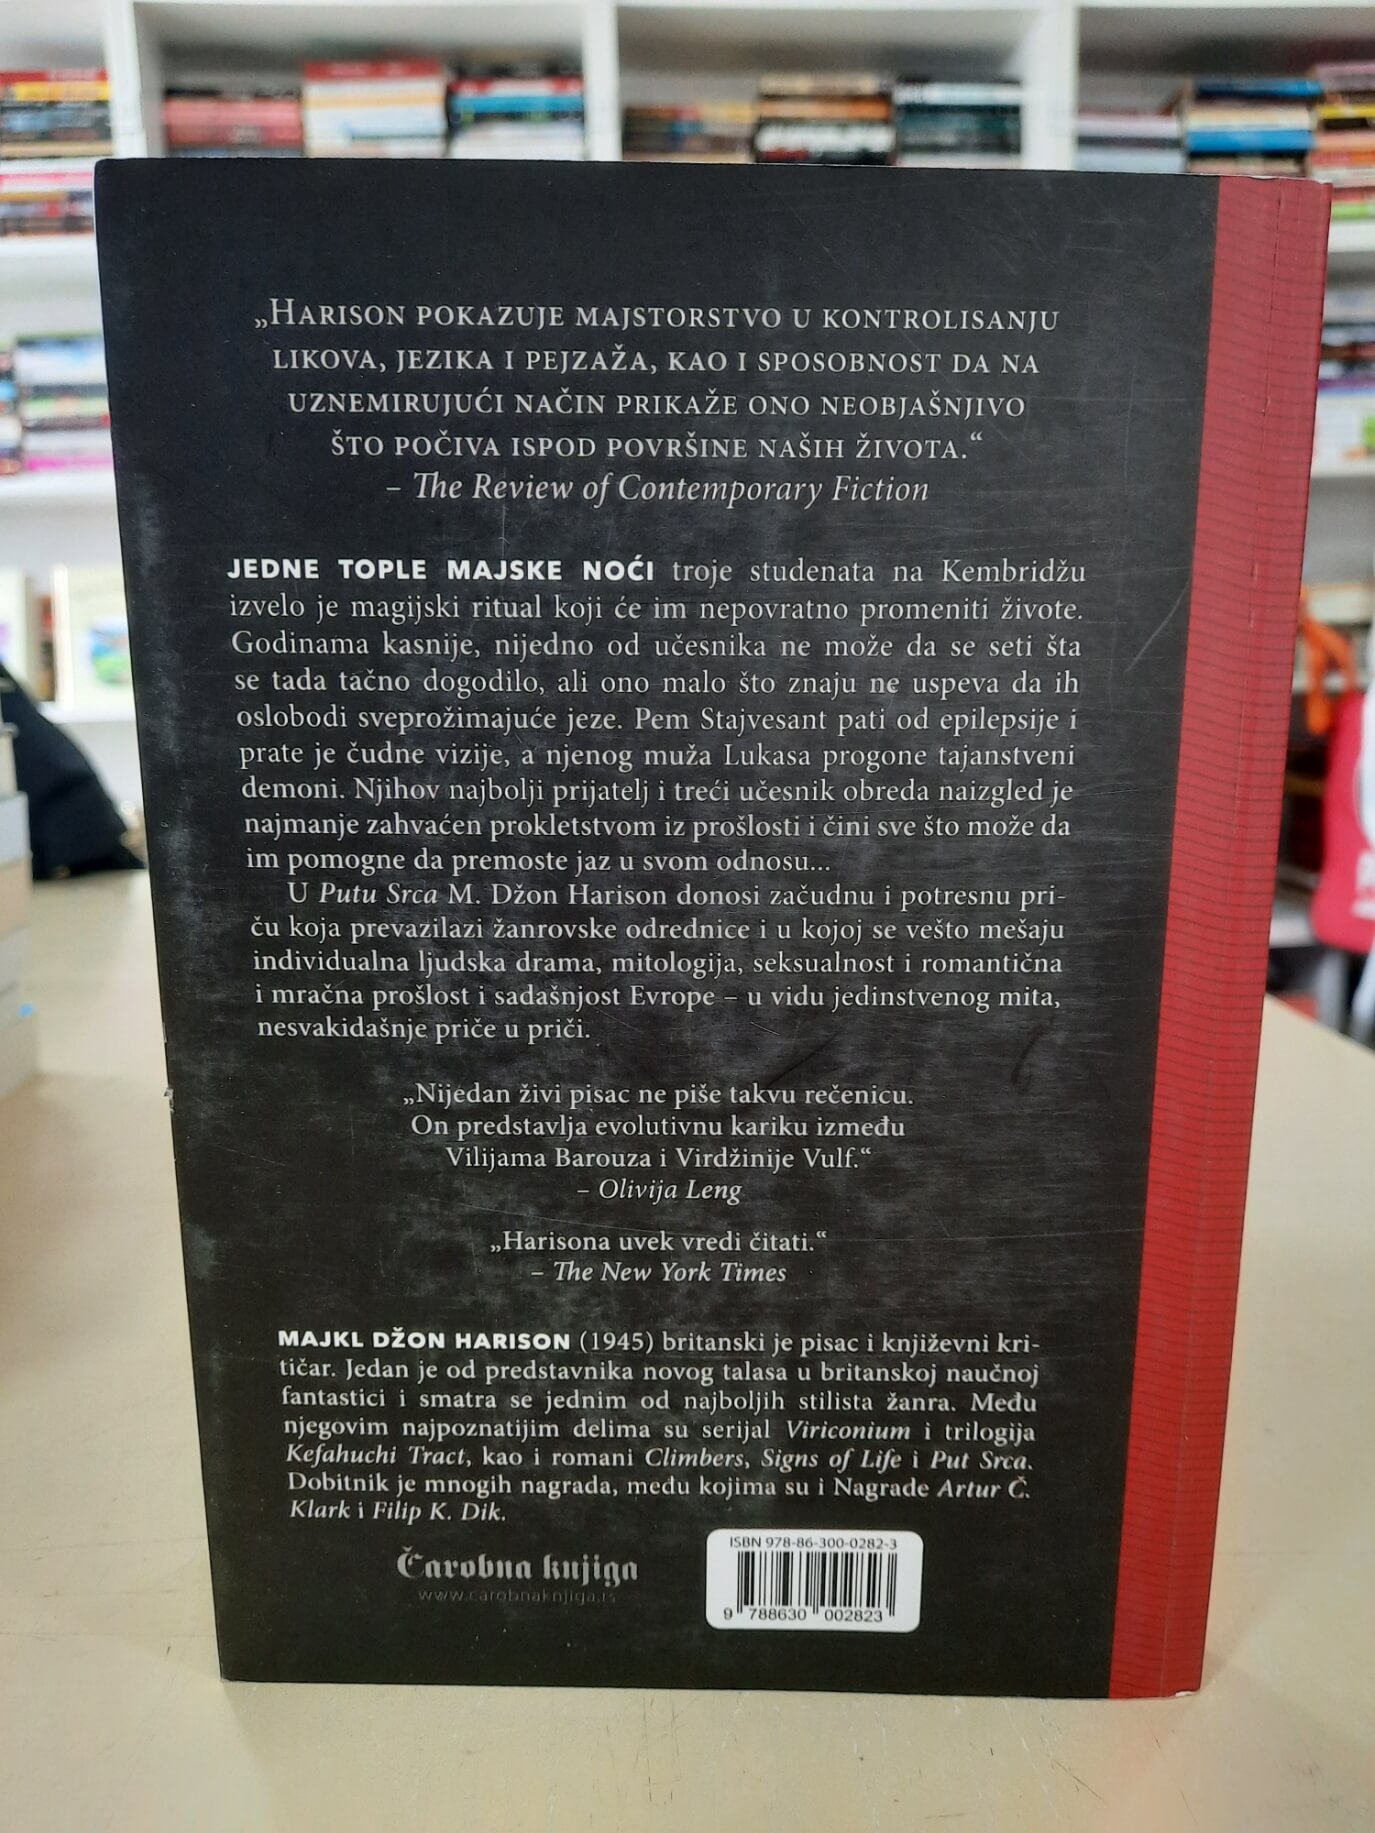 „HARISON POKAZUJE MAJSTORSTVO U KONTROLISANJU
LIKOVA, JEZIKA I PEJZAŽA, KAO I SPOSOBNOST DA NA
UZNEMIRUJUĆI NAČIN PRIKAŽE ONO NEOBJAŠNJIVO
ŠTO POČIVA ISPOD POVRŠINE NAŠIH ŽIVOTA.“
– The Review of Contemporary Fiction
JEDNE TOPLE MAJSKE NOĆI troje studenata na Kembridžu
izvelo je magijski ritual koji će im nepovratno promeniti živote.
Godinama kasnije, nijedno od učesnika ne može da se seti šta
se tada tačno dogodilo, ali ono malo što znaju ne uspeva da ih
oslobodi sveprožimajuće jeze. Pem Stajvesant pati od epilepsije i
prate je čudne vizije, a njenog muža Lukasa progone tajanstveni
demoni. Njihov najbolji prijatelj i treći učesnik obreda naizgled je
najmanje zahvaćen prokletstvom iz prošlosti i čini sve što može da
im pomogne da premoste jaz u svom odnosu...
U Putu Srca M. Džon Harison donosi začudnu i potresnu pri-
ču koja prevazilazi žanrovske odrednice i u kojoj se vešto mešaju
individualna ljudska drama, mitologija, seksualnost i romantična
i mračna prošlost i sadašnjost Evrope – u vidu jedinstvenog mita,
nesvakidašnje priče u priči.
„Nijedan živi pisac ne piše takvu rečenicu.
On predstavlja evolutivnu kariku između
Vilijama Barouza i Virdžinije Vulf.“
– Olivija Leng
„Harisona uvek vredi čitati.“
– The New York Times
MAJKL DŽON HARISON (1945) britanski je pisac i književni kri-
tičar. Jedan je od predstavnika novog talasa u britanskoj naučnoj
fantastici i smatra se jednim od najboljih stilista žanra. Među
njegovim najpoznatijim delima su serijal Viriconium i trilogija
Kefahuchi Tract, kao i romani Climbers, Signs of Life i Put Srca.
Dobitnik je mnogih nagrada, među kojima su i Nagrade Artur Č.
Klark i Filip K. Dik.
Čarobna knjiga
www.carobnaknjiga.rs
ISBN 978-86-300-0282-3
9 788630 002823